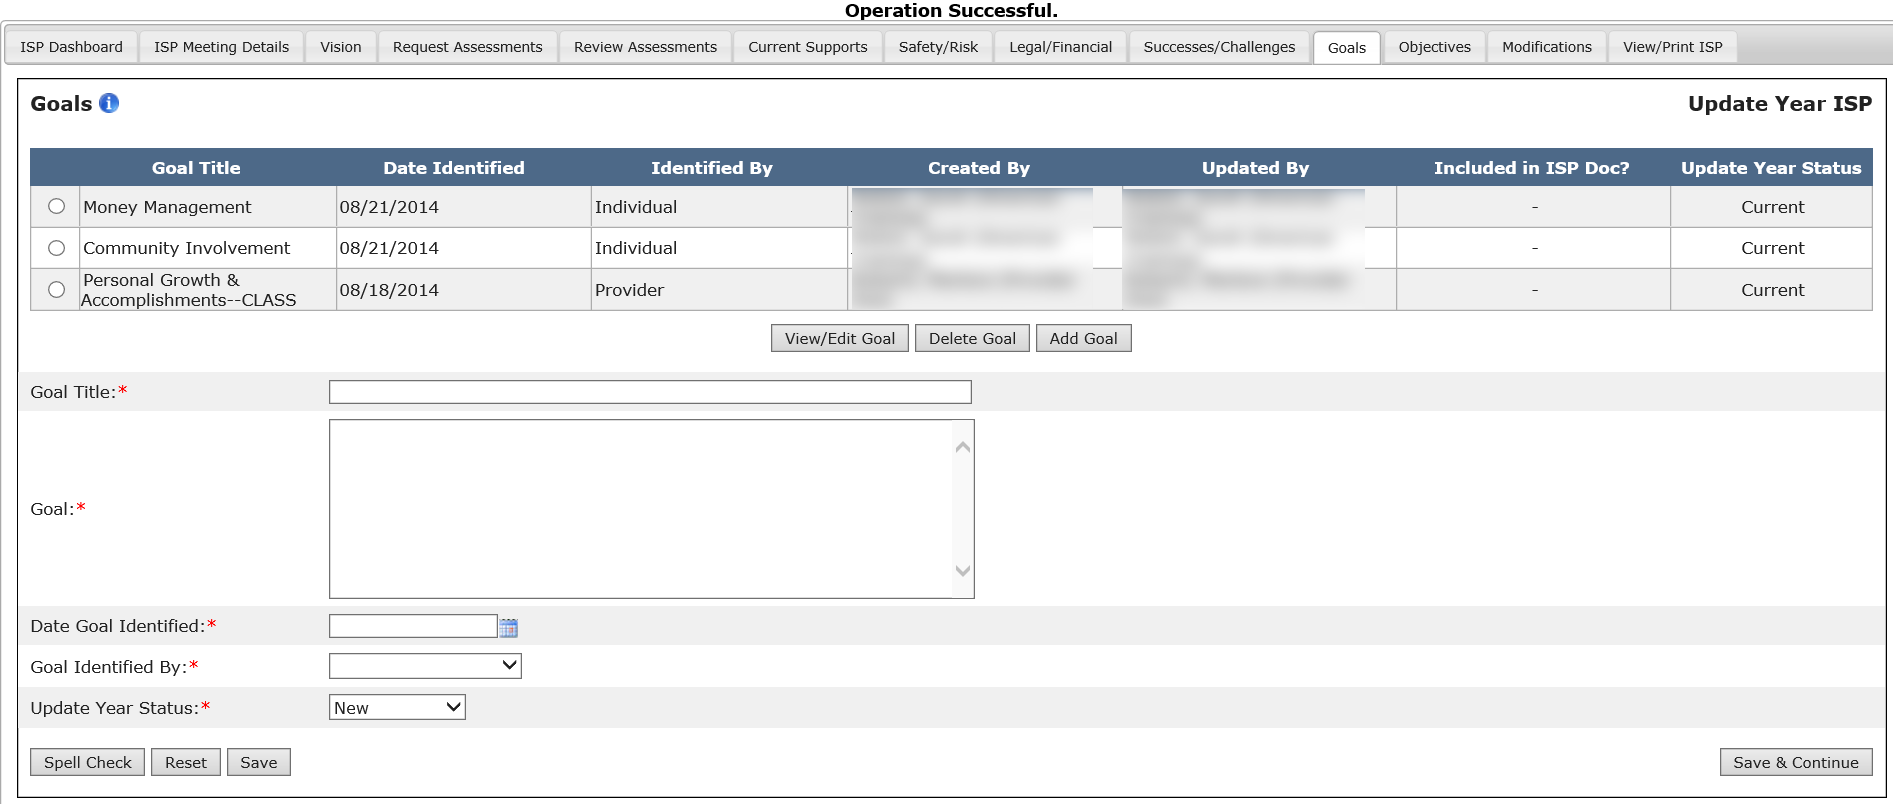 Operation Successful.
ISP Dashboard ISP Meeting Details Vision Request Assessments Review Assessments Current Supports Safety/Risk Legal/Financial Successes/Challenges Goals Objectives Modifications View/Print ISP
Goals Update Year ISP
Goal Title Date Identified Identified By Created By Updated By Included in ISP Doc? Update Year Status
Money Management 08/21/2014 Individual - Current
Community Involvement 08/21/2014 Individual - Current
Personal Growth &
Accomplishments--CLASS 08/18/2014 Provider - Current
View/Edit Goal Delete Goal Add Goal
Goal Title:*
Goal:*
Date Goal Identified:*
Goal Identified By:*
Update Year Status:* New
Spell Check Reset Save Save & Continue